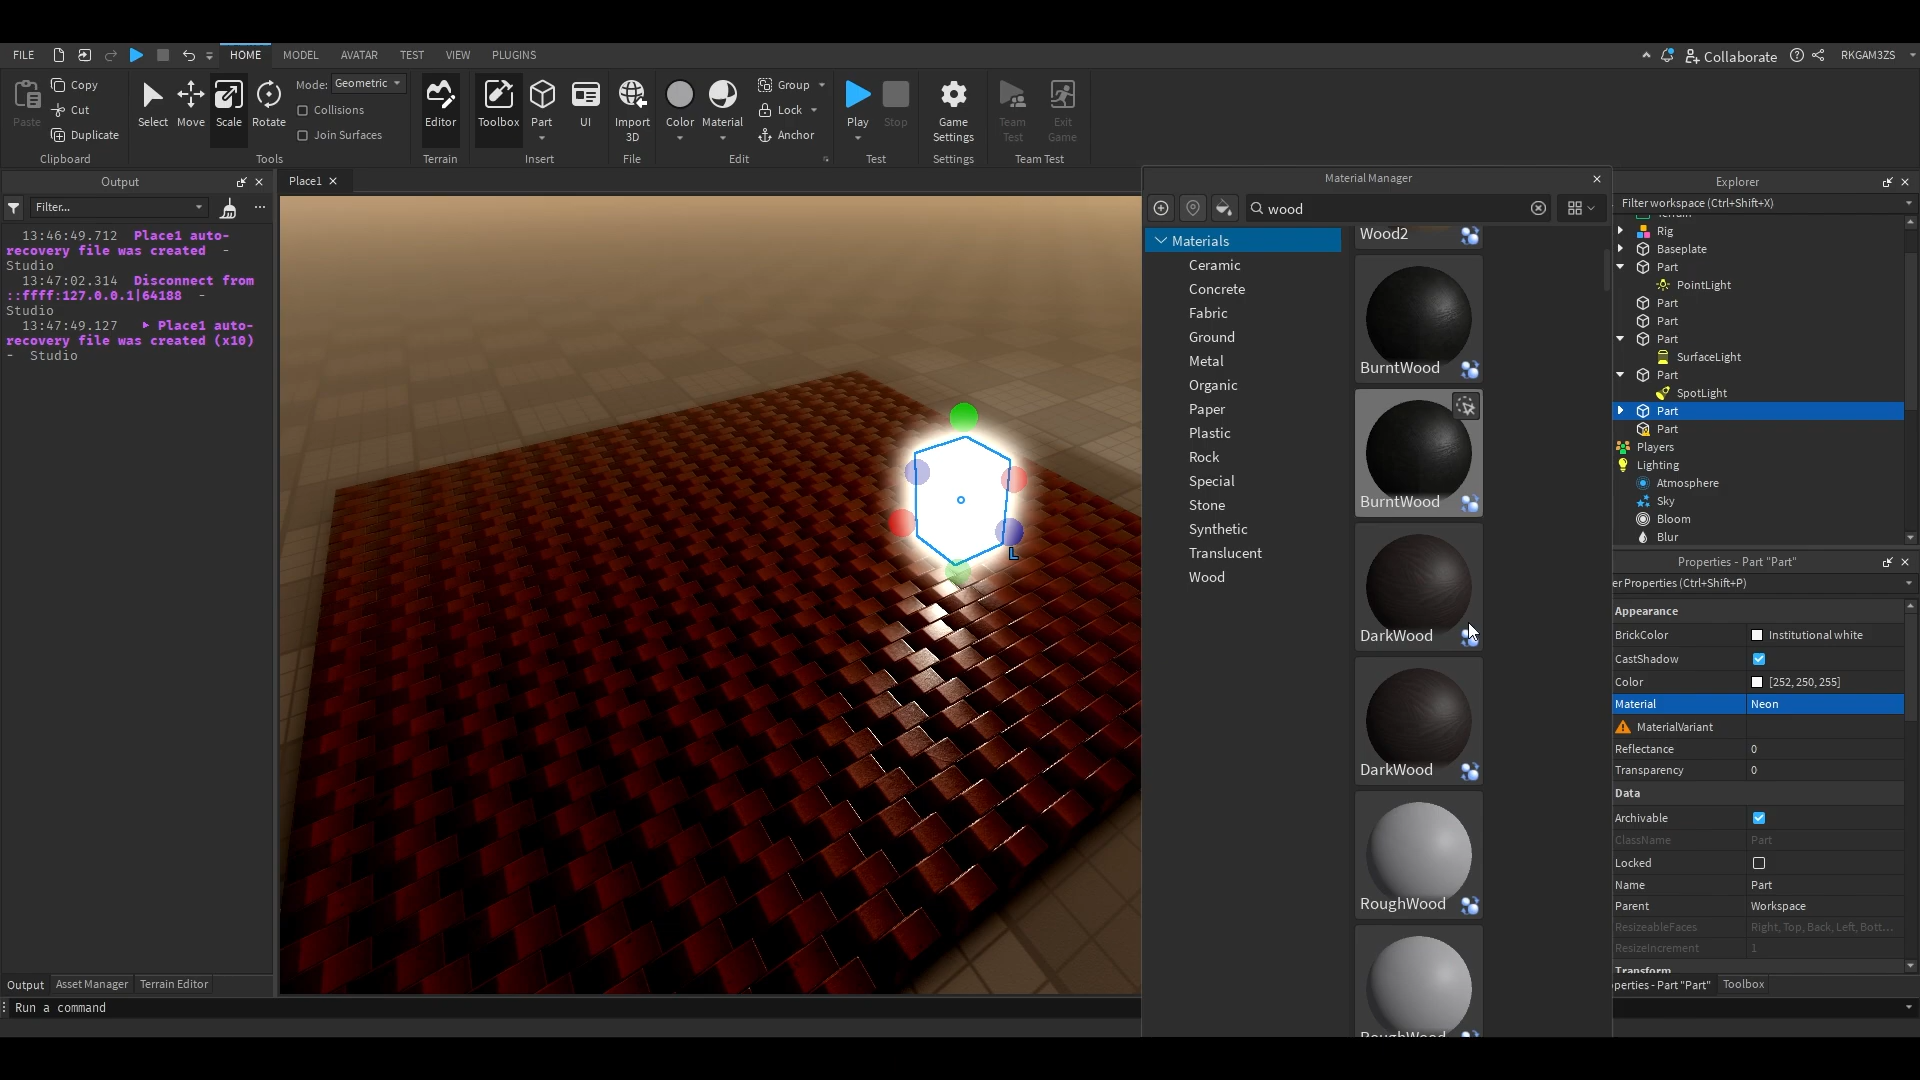 FILE
HOME
MODEL
AVATAR
TEST
VIEW
PLUGINS
Collaborate
RKGAM3ZS
Paste
Copy
Cut
Duplicate
Clipboard
Select
Move
Scale
Rotate
Mode: Geometric
Collisions
Join Surfaces
Tools
Editor
Terrain
Toolbox
Part
UI
Insert
Import
3D
File
Color
Material
Group
Lock
Anchor
Edit
Play
Stop
Test
Game
Settings
Settings
Team
Test
Exit
Game
Team Test
Output
Filter...
13:46:49.712 Place1 auto-
recovery file was created -
Studio
13:47:02.314 Disconnect from
::ffff:127.0.0.1|64188 -
Studio
13:47:49.127 Place1 auto-
recovery file was created (x10)
- Studio
Place1
L
Material Manager
wood
Materials
Ceramic
Concrete
Fabric
Ground
Metal
Organic
Paper
Plastic
Rock
Special
Stone
Synthetic
Translucent
Wood
Wood2
BurntWood
BurntWood
DarkWood
DarkWood
RoughWood
RoughWood
Explorer
Filter workspace (Ctrl+Shift+X)
Terrain
Rig
Baseplate
Part
PointLight
Part
Part
Part
SurfaceLight
Part
SpotLight
Part
Part
Players
Lighting
Atmosphere
Sky
Bloom
Blur
Properties - Part "Part"
er Properties (Ctrl+Shift+P)
Appearance
BrickColor Institutional white
CastShadow
Color [252, 250, 255]
Material Neon
MaterialVariant
Reflectance 0
Transparency 0
Data
Archivable
ClassName Part
Locked
Name Part
Parent Workspace
ResizeableFaces Right, Top, Back, Left, Bott...
ResizeIncrement 1
Transform
Output
Asset Manager
Terrain Editor
operties - Part "Part"
Toolbox
Run a command